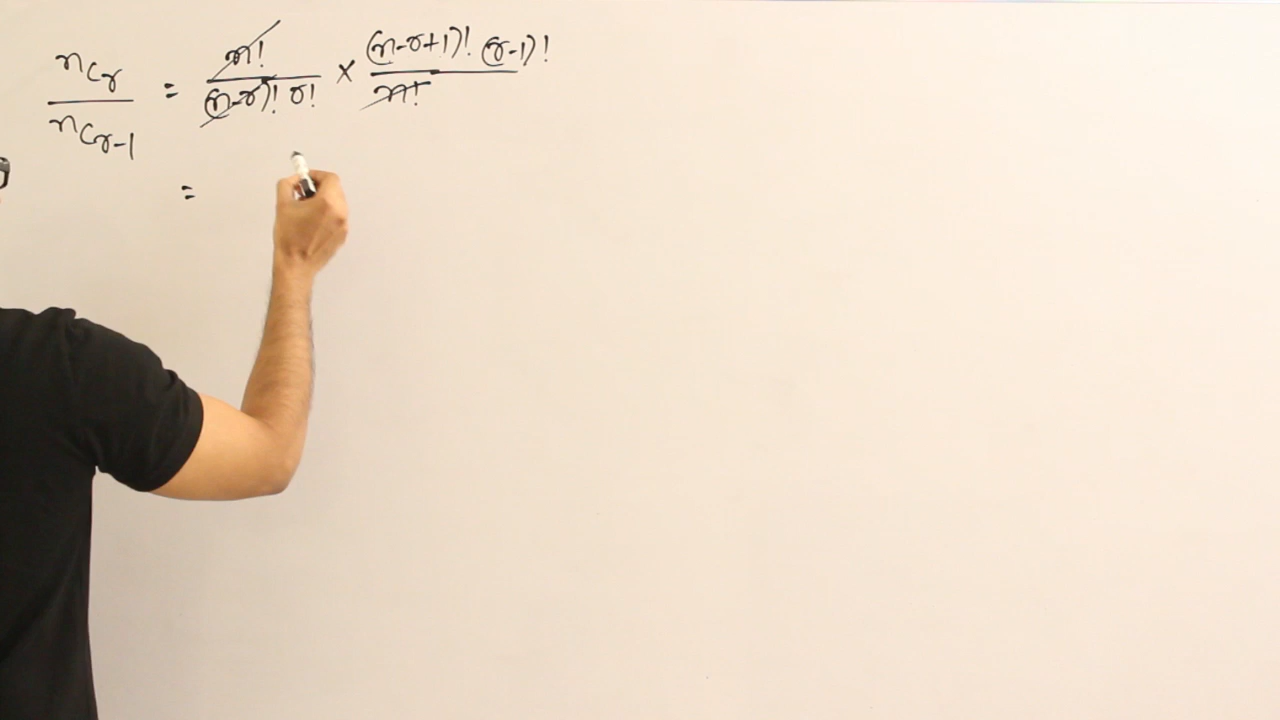 nCr / nCr-1 = n! / (n-r)! r! × (n-r+1)! (r-1)! / n!
=